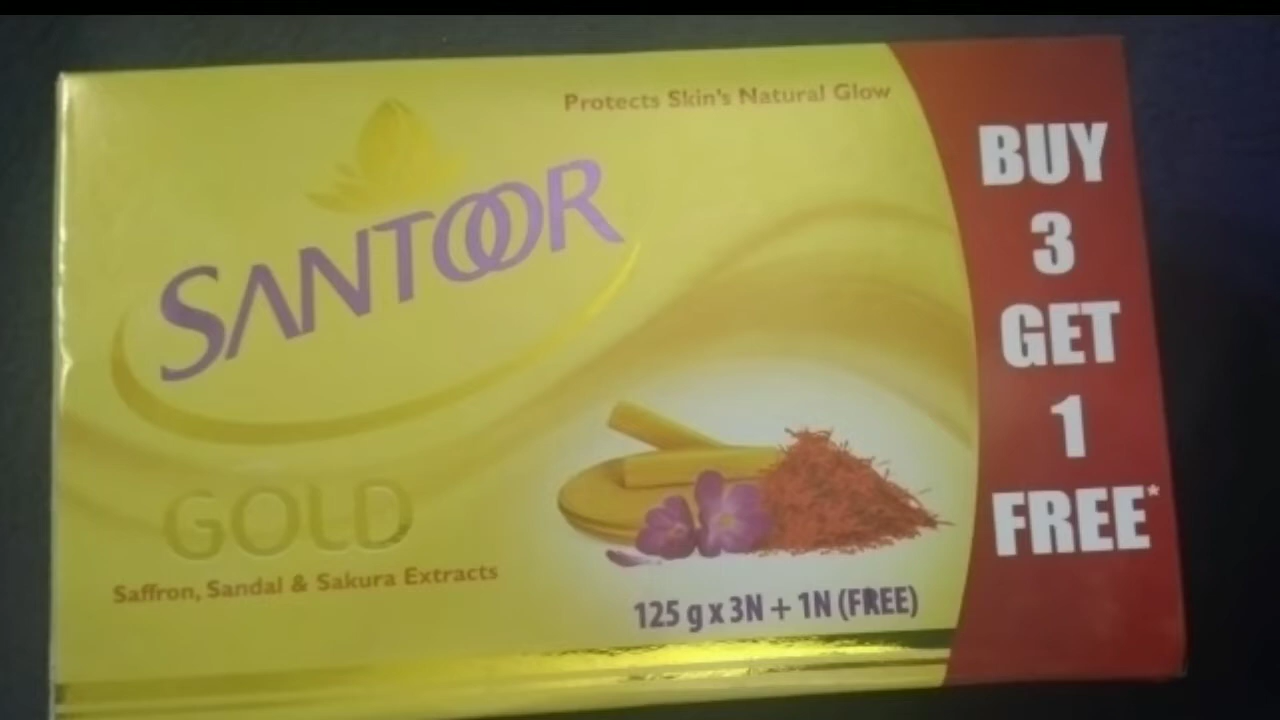 Protects Skin's Natural Glow
SANTOOR
GOLD
Saffron, Sandal & Sakura Extracts
125 g x 3N + 1N (FREE)
BUY
3
GET
1
FREE*